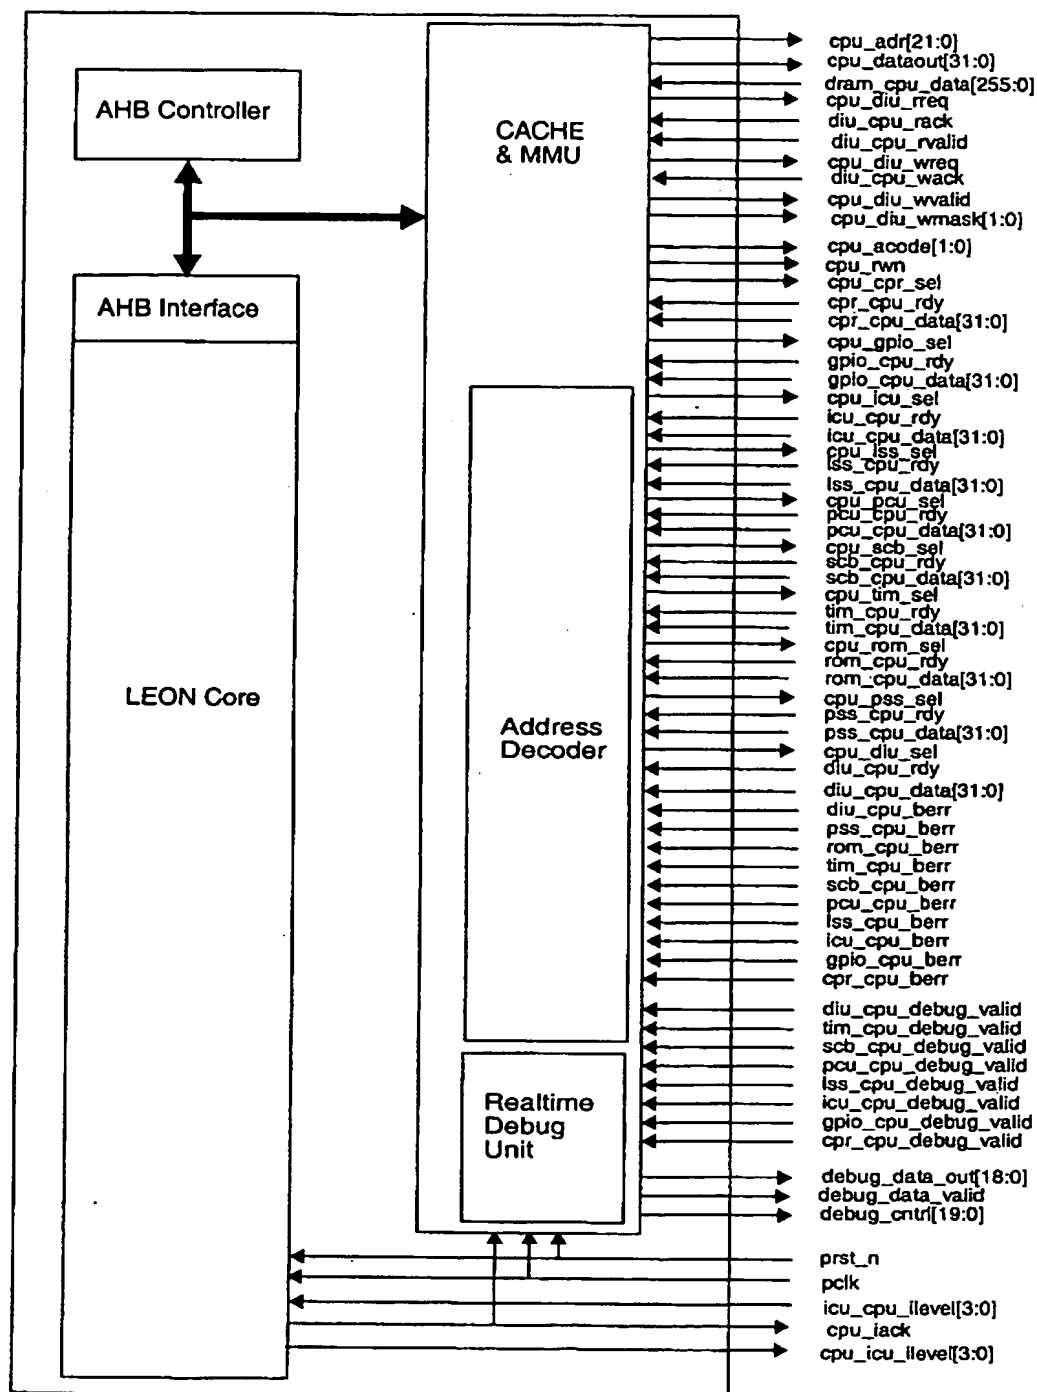 AHB Controller
CACHE
& MMU
AHB Interface
LEON Core
Address
Decoder
Realtime
Debug
Unit
cpu_adr[21:0]
cpu_dataout[31:0]
dram_cpu_data[255:0]
cpu_diu_rreq
diu_cpu_rack
diu_cpu_rvalid
cpu_diu_wreq
diu_cpu_wack
cpu_diu_wvalid
cpu_diu_wmask[1:0]
cpu_acode[1:0]
cpu_rwn
cpu_cpr_sel
cpr_cpu_rdy
cpr_cpu_data[31:0]
cpu_gpio_sel
gpio_cpu_rdy
gpio_cpu_data[31:0]
cpu_icu_sel
icu_cpu_rdy
icu_cpu_data[31:0]
cpu_lss_sel
lss_cpu_rdy
lss_cpu_data[31:0]
cpu_pcu_sel
pcu_cpu_rdy
pcu_cpu_data[31:0]
cpu_scb_sel
scb_cpu_rdy
scb_cpu_data[31:0]
cpu_tim_sel
tim_cpu_rdy
tim_cpu_data[31:0]
cpu_rom_sel
rom_cpu_rdy
rom_cpu_data[31:0]
cpu_pss_sel
pss_cpu_rdy
pss_cpu_data[31:0]
cpu_diu_sel
diu_cpu_rdy
diu_cpu_data[31:0]
diu_cpu_berr
pss_cpu_berr
rom_cpu_berr
tim_cpu_berr
scb_cpu_berr
pcu_cpu_berr
lss_cpu_berr
icu_cpu_berr
gpio_cpu_berr
cpr_cpu_berr
diu_cpu_debug_valid
tim_cpu_debug_valid
scb_cpu_debug_valid
pcu_cpu_debug_valid
lss_cpu_debug_valid
icu_cpu_debug_valid
gpio_cpu_debug_valid
cpr_cpu_debug_valid
debug_data_out[18:0]
debug_data_valid
debug_cntrl[19:0]
prst_n
pclk
icu_cpu_ilevel[3:0]
cpu_iack
cpu_icu_ilevel[3:0]